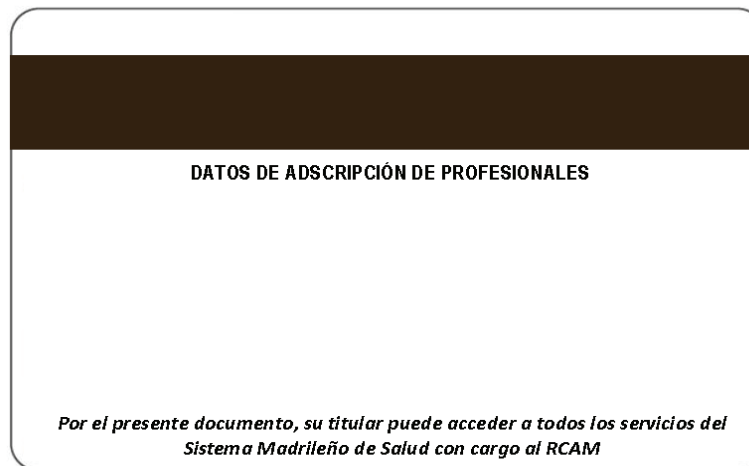 DATOS DE ADSCRIPCIÓN DE PROFESIONALES
Por el presente documento, su titular puede acceder a todos los servicios del
Sistema Madrileño de Salud con cargo al RCAM